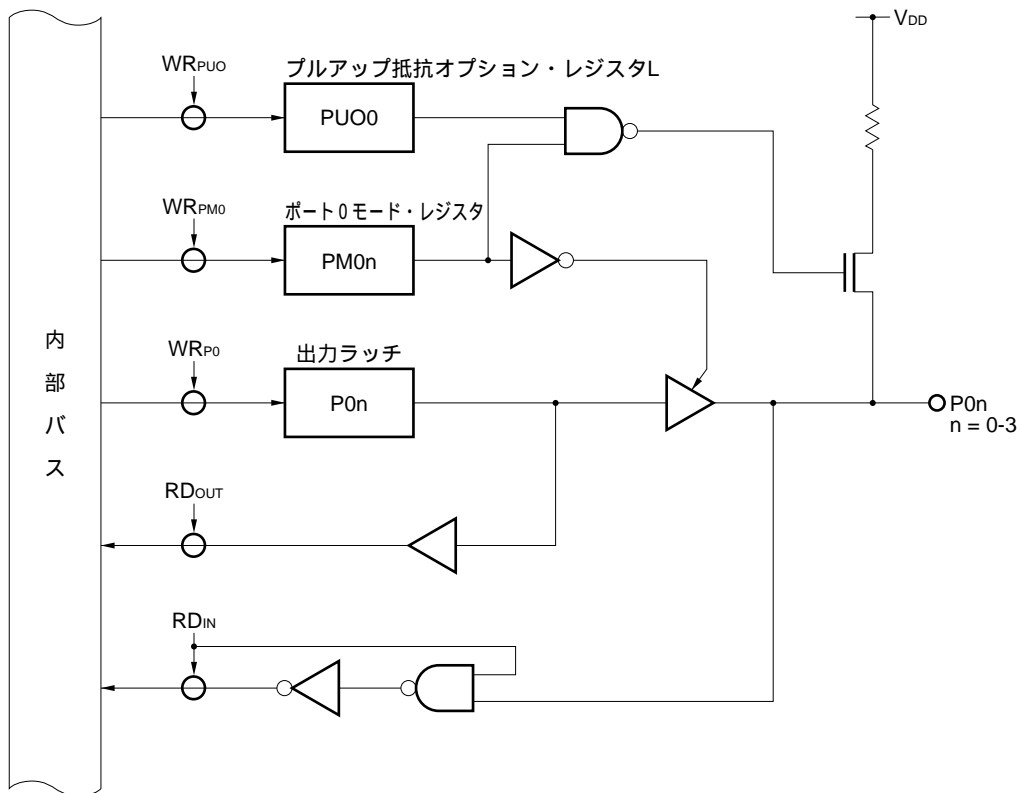 VDD
WRPUO
プルアップ抵抗オプション・レジスタL
PUO0
WRPM0
ポート0モード・レジスタ
PM0n
内部バス
WRP0
出力ラッチ
P0n
P0n
n = 0-3
RDOUT
RDIN